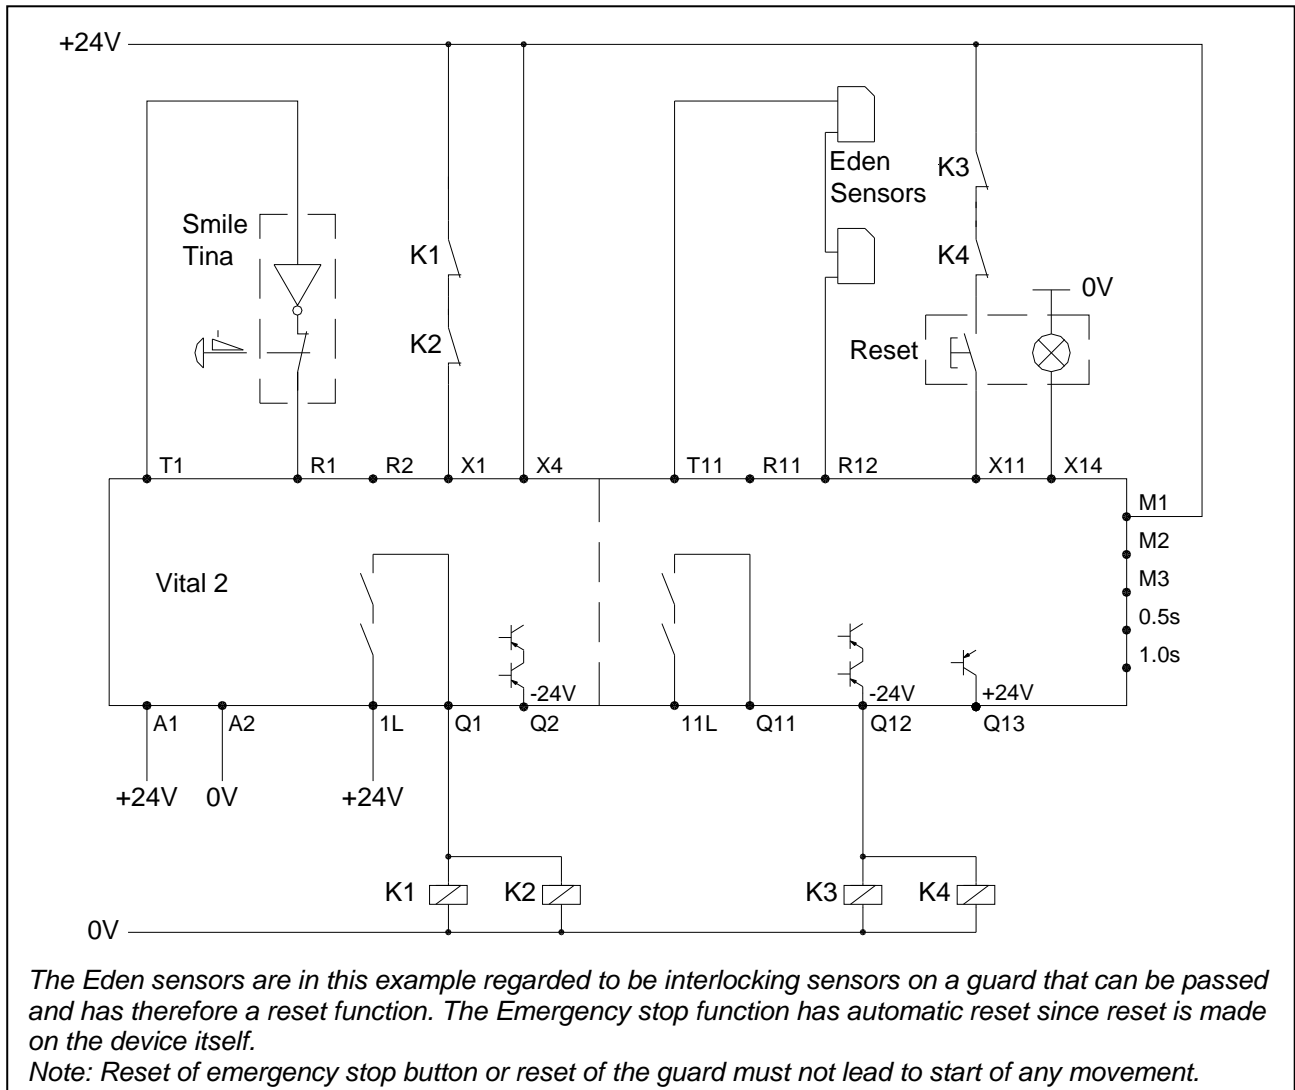 +24V
Smile
Tina
K1
K2
Eden
Sensors
K3
K4
0V
Reset
T1 R1 R2 X1 X4 T11 R11 R12 X11 X14
M1
M2
M3
0.5s
1.0s
Vital 2
-24V -24V +24V
A1 A2 1L Q1 Q2 11L Q11 Q12 Q13
+24V 0V +24V
K1 K2 K3 K4
0V
The Eden sensors are in this example regarded to be interlocking sensors on a guard that can be passed
and has therefore a reset function. The Emergency stop function has automatic reset since reset is made
on the device itself.
Note: Reset of emergency stop button or reset of the guard must not lead to start of any movement.